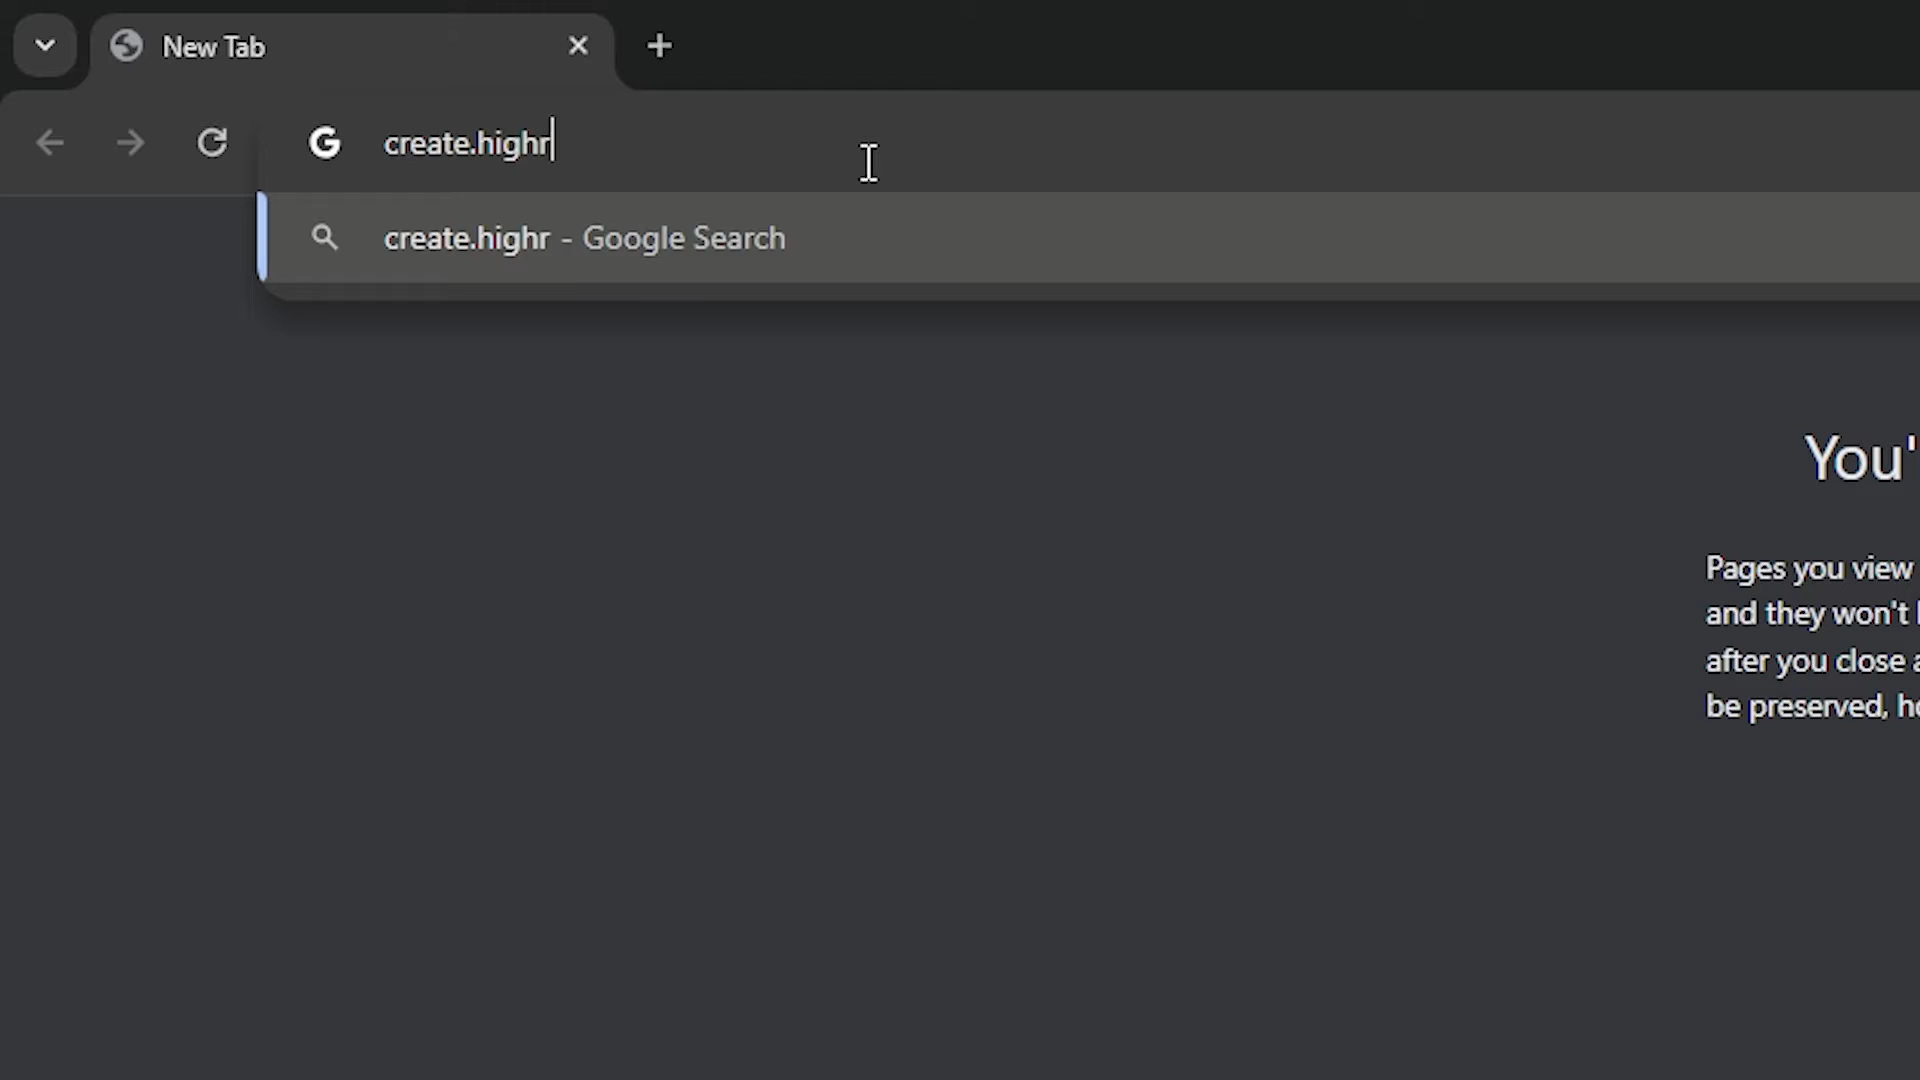 New Tab
create.highr
create.highr - Google Search
You'
Pages you view
and they won't
after you close
be preserved,